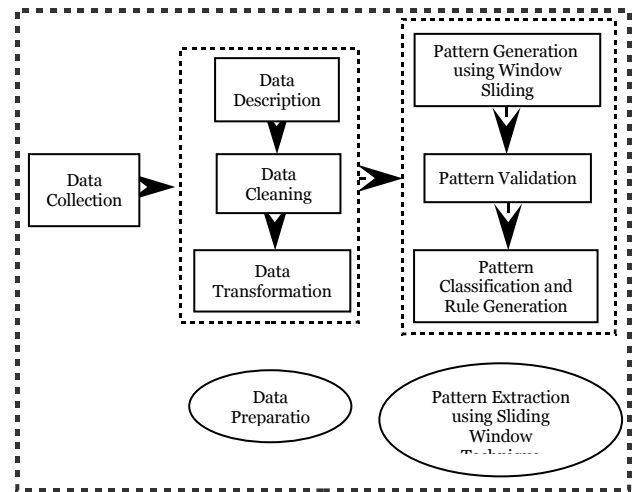 Data
Collection
Data
Description
Data
Cleaning
Data
Transformation
Pattern Generation
using Window
Sliding
Pattern Validation
Pattern
Classification and
Rule Generation
Data
Preparatio
Pattern Extraction
using Sliding
Window